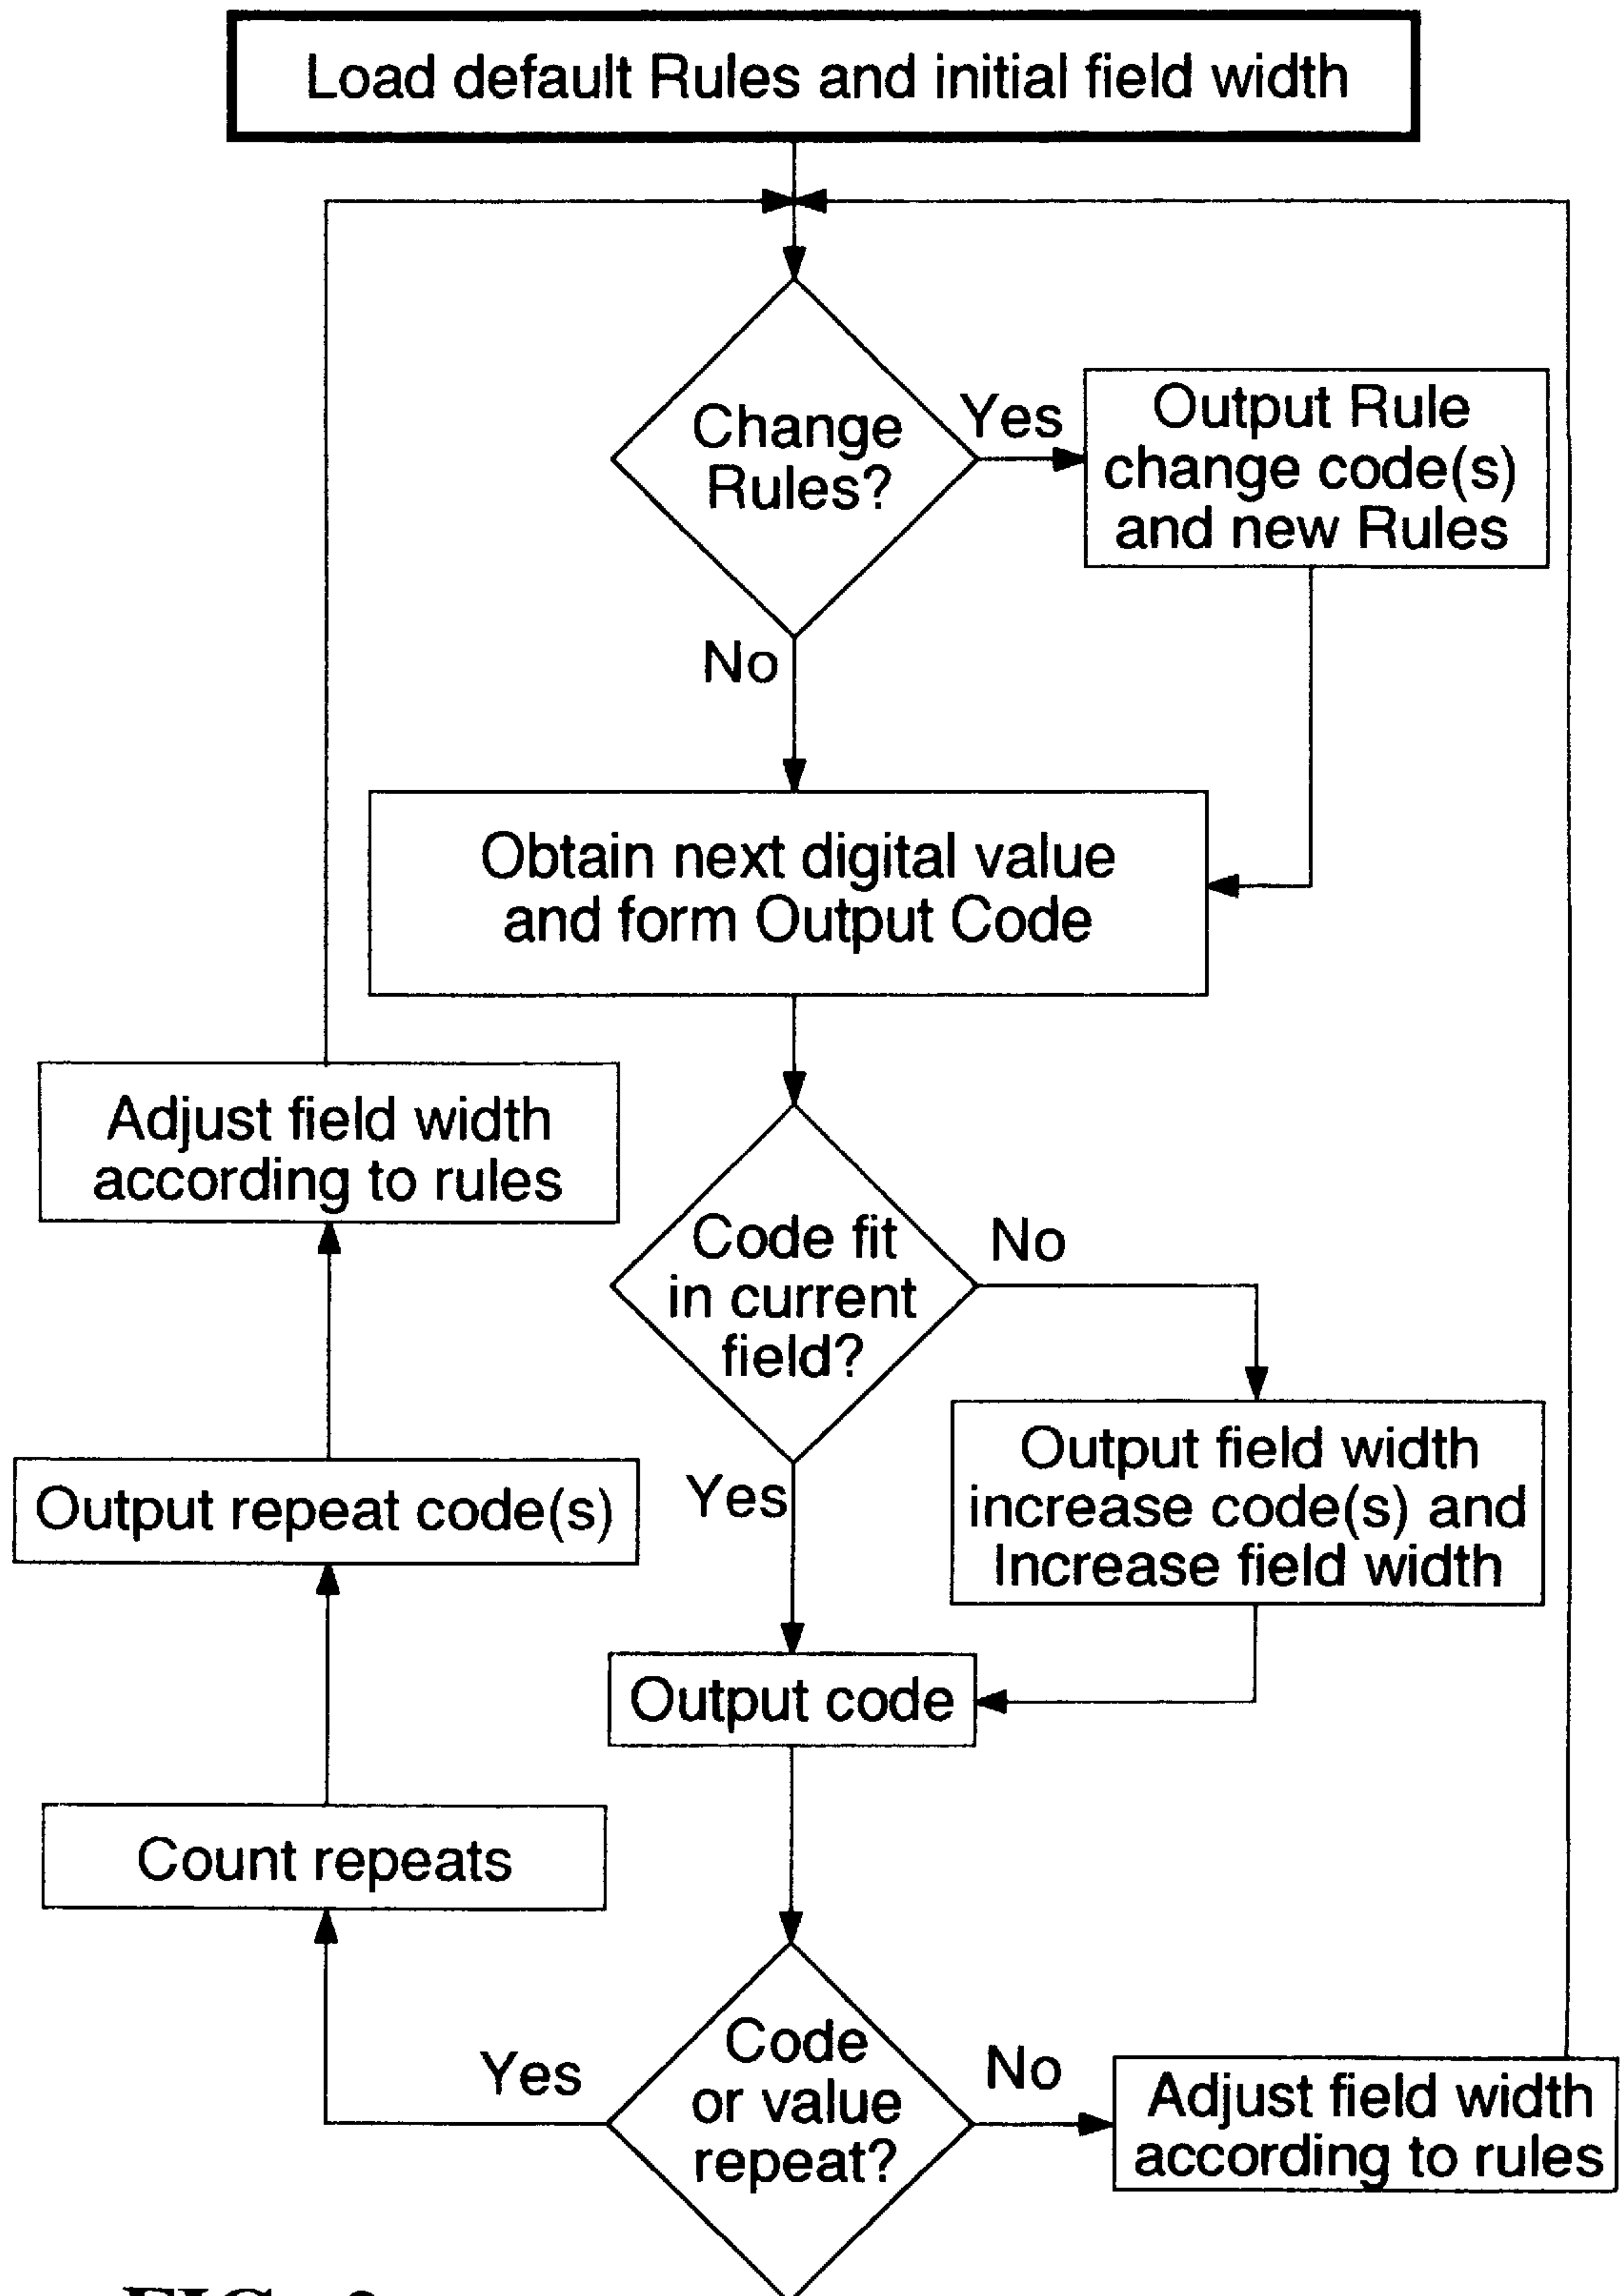 Load default Rules and initial field width
Change
Rules?
Yes
Output Rule
change code(s)
and new Rules
No
Obtain next digital value
and form Output Code
Adjust field width
according to rules
Code fit
in current
field?
No
Output field width
increase code(s) and
Increase field width
Yes
Output repeat code(s)
Output code
Count repeats
Code
or value
repeat?
Yes
No
Adjust field width
according to rules